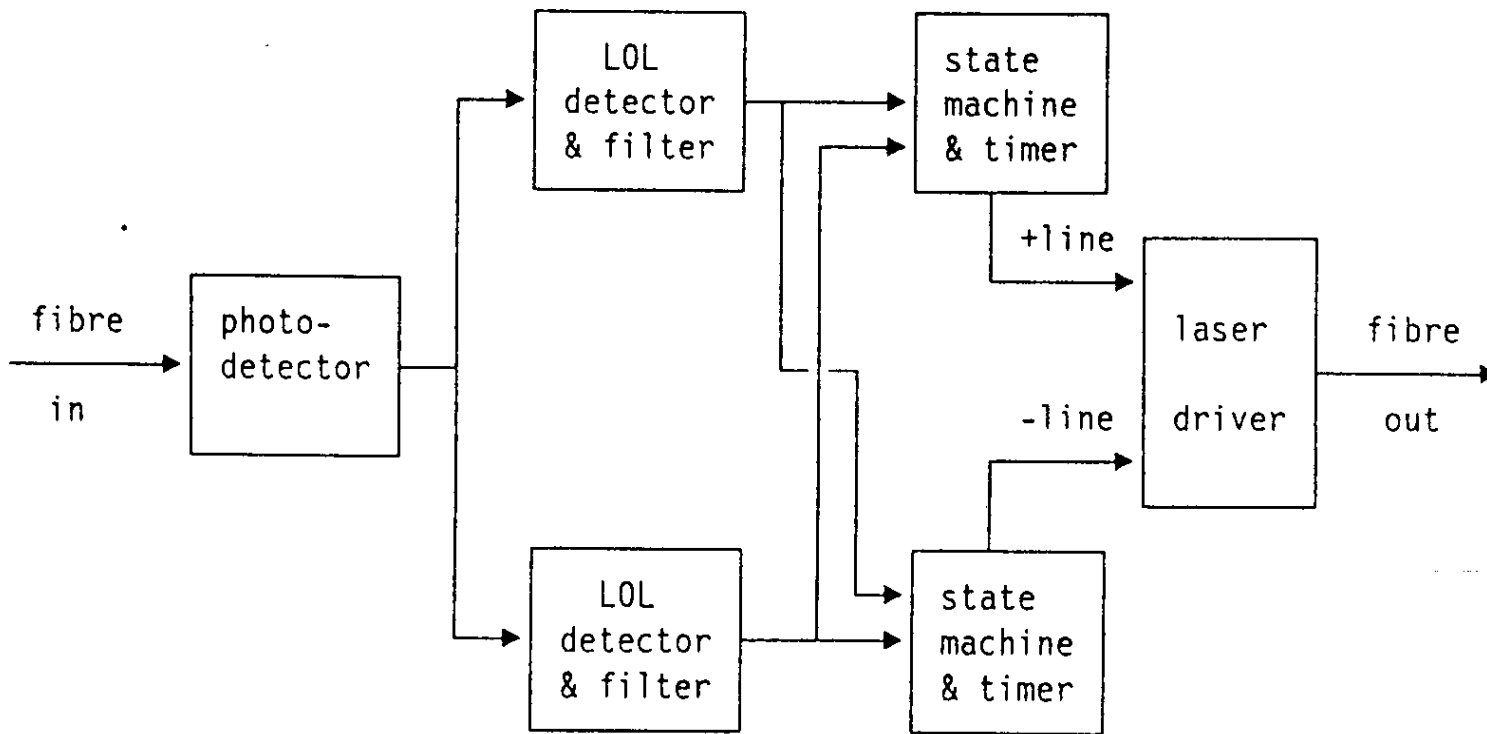 LOL
detector
& filter
state
machine
& timer
+line
fibre
in
photo-
detector
laser
driver
fibre
out
-line
LOL
detector
& filter
state
machine
& timer